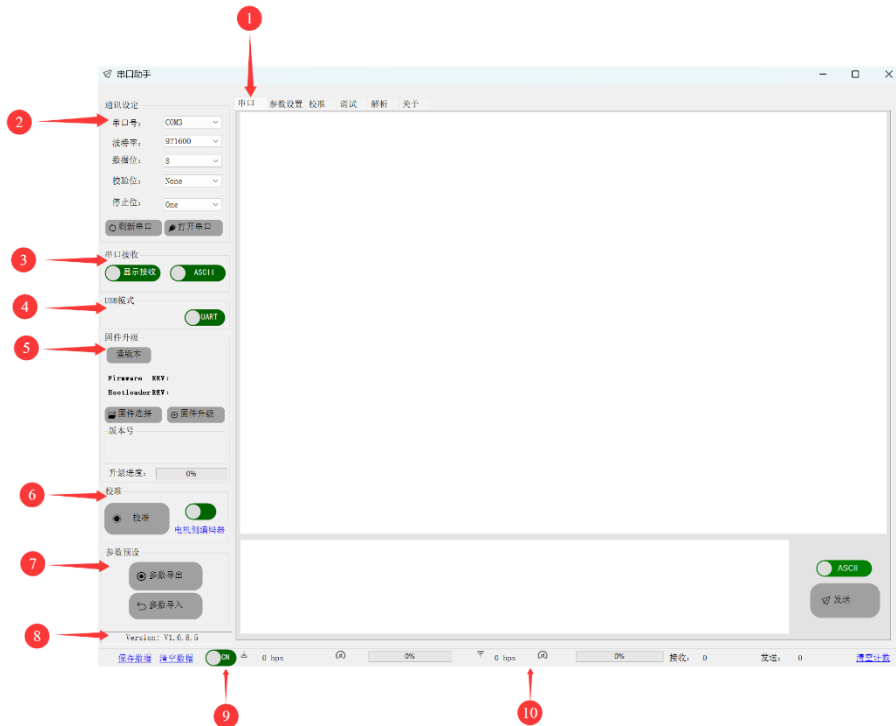 1
串口助手
串口 参数设置 校准 调试 解析 关于
通讯设定
2
串口号： COM3
波特率： 921600
数据位： 8
校验位： None
停止位： One
刷新串口 打开串口
串口接收
3
显示接收 ASCII
USB模式
4
UART
固件升级
5
读版本
Firmware REV：
Bootloader REV：
固件选择 固件升级
版本号
升级进度： 0%
校准
6
校准
电机侧编码器
参数预设
7
参数导出
参数导入
8
Version: V1.6.8.5
ASCII
发送
保存数据 清空数据 CN 0 bps 0% 0 bps 0% 接收： 0 发送： 0 清空计数
9
10